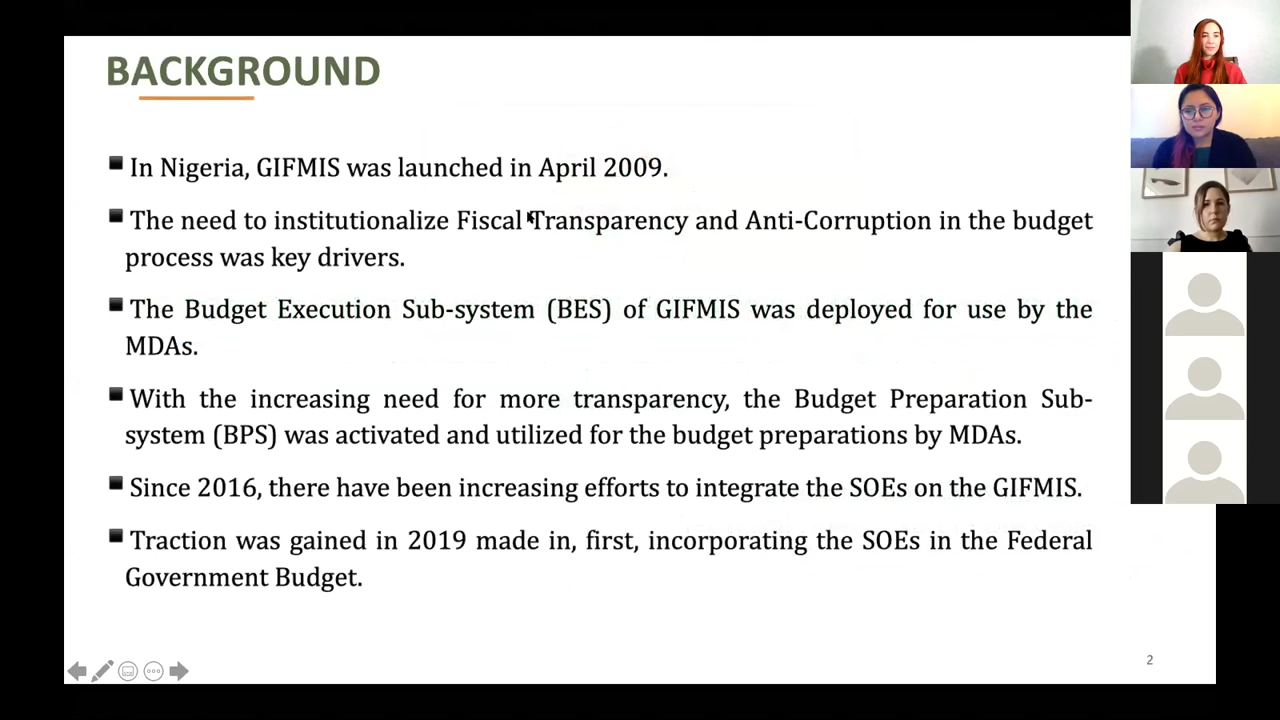 BACKGROUND
In Nigeria, GIFMIS was launched in April 2009.
The need to institutionalize Fiscal Transparency and Anti-Corruption in the budget
process was key drivers.
The Budget Execution Sub-system (BES) of GIFMIS was deployed for use by the
MDAs.
With the increasing need for more transparency, the Budget Preparation Sub-
system (BPS) was activated and utilized for the budget preparations by MDAs.
Since 2016, there have been increasing efforts to integrate the SOEs on the GIFMIS.
Traction was gained in 2019 made in, first, incorporating the SOEs in the Federal
Government Budget.
2